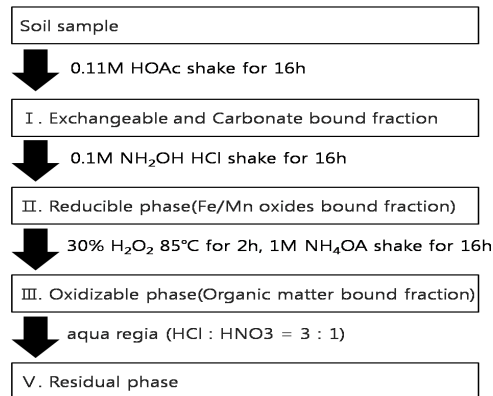 Soil sample
0.11M HOAc shake for 16h
Ⅰ. Exchangeable and Carbonate bound fraction
0.1M NH₂OH HCl shake for 16h
Ⅱ. Reducible phase(Fe/Mn oxides bound fraction)
30% H₂O₂ 85℃ for 2h, 1M NH₄OA shake for 16h
Ⅲ. Oxidizable phase(Organic matter bound fraction)
aqua regia (HCl : HNO3 = 3 : 1)
Ⅴ. Residual phase